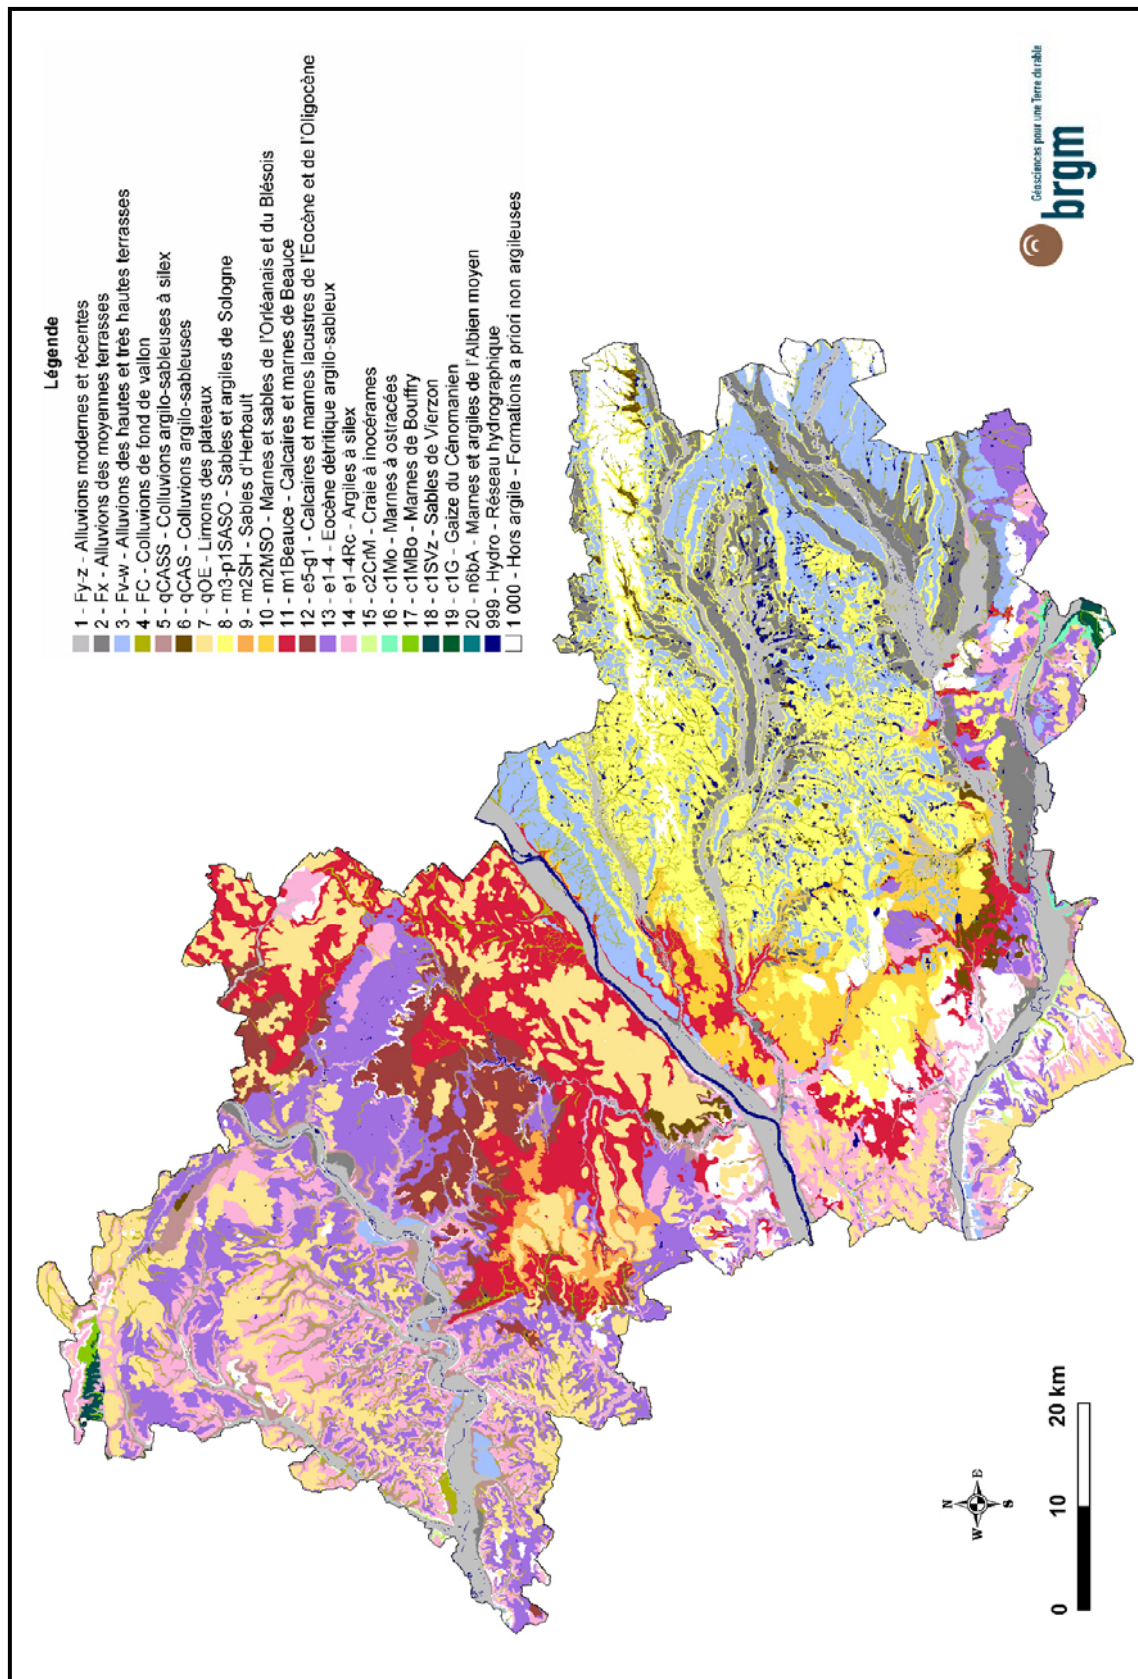 Légende
1 - Fy-z - Alluvions modernes et récentes
2 - Fx - Alluvions des moyennes terrasses
3 - Fv-w - Alluvions des hautes et très hautes terrasses
4 - FC - Colluvions de fond de vallon
5 - qCASS - Colluvions argilo-sableuses à silex
6 - qCAS - Colluvions argilo-sableuses
7 - qOE - Limons des plateaux
8 - m3-p1SASO - Sables et argiles de Sologne
9 - m2SH - Sables d'Herbault
10 - m2MSO - Marnes et sables de l'Orléanais et du Blésois
11 - m1Beauce - Calcaires et marnes de Beauce
12 - e5-g1 - Calcaires et marnes lacustres de l'Eocène et de l'Oligocène
13 - e1-4 - Eocène détritique argilo-sableux
14 - e1-4Rc - Argiles à silex
15 - c2CrM - Craie à inocérames
16 - c1Mo - Marnes à ostracées
17 - c1MBo - Marnes de Bouffry
18 - c1SVz - Sables de Vierzon
19 - c1G - Gaize du Cénomanien
20 - n6bA - Marnes et argiles de l'Albien moyen
999 - Hydro - Réseau hydrographique
1 000 - Hors argile - Formations a priori non argileuses
Géosciences pour une Terre durable
brgm
N
W E
S
0 10 20 km